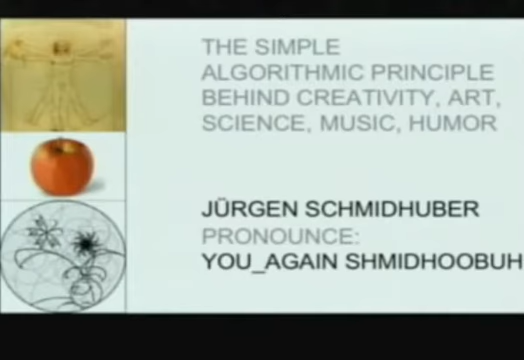 THE SIMPLE
ALGORITHMIC PRINCIPLE
BEHIND CREATIVITY, ART,
SCIENCE, MUSIC, HUMOR
JÜRGEN SCHMIDHUBER
PRONOUNCE:
YOU_AGAIN SHMIDHOOBUH